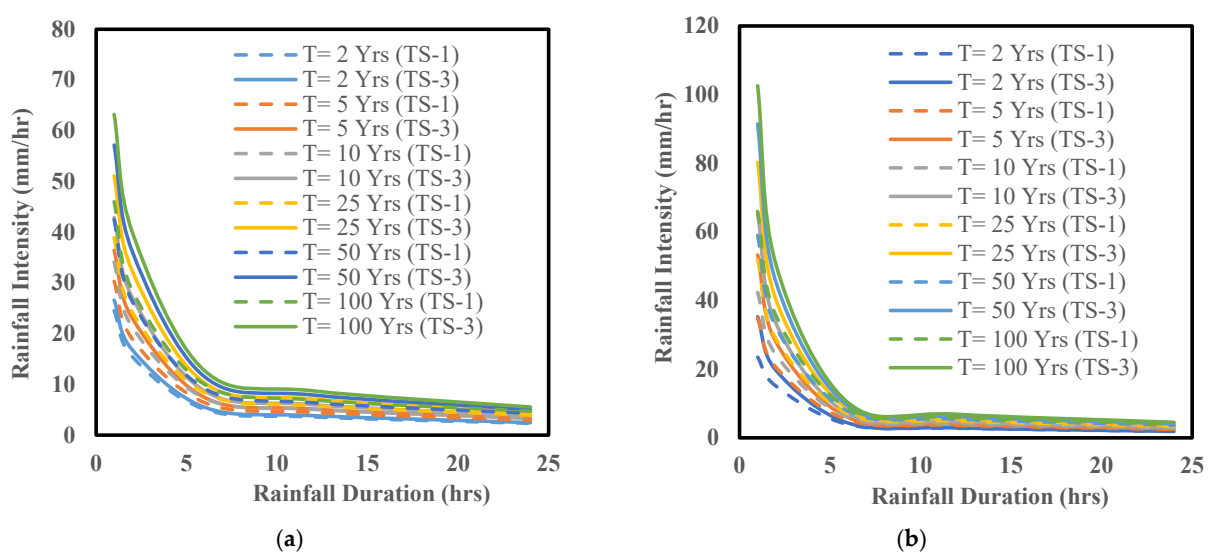 80
70
60
50
40
30
20
10
0
Rainfall Intensity (mm/hr)
T= 2 Yrs (TS-1)
T= 2 Yrs (TS-3)
T= 5 Yrs (TS-1)
T= 5 Yrs (TS-3)
T= 10 Yrs (TS-1)
T= 10 Yrs (TS-3)
T= 25 Yrs (TS-1)
T= 25 Yrs (TS-3)
T= 50 Yrs (TS-1)
T= 50 Yrs (TS-3)
T= 100 Yrs (TS-1)
T= 100 Yrs (TS-3)
0 5 10 15 20 25
Rainfall Duration (hrs)
(a)
120
100
80
60
40
20
0
Rainfall Intensity (mm/hr)
T= 2 Yrs (TS-1)
T= 2 Yrs (TS-3)
T= 5 Yrs (TS-1)
T= 5 Yrs (TS-3)
T= 10 Yrs (TS-1)
T= 10 Yrs (TS-3)
T= 25 Yrs (TS-1)
T= 25 Yrs (TS-3)
T= 50 Yrs (TS-1)
T= 50 Yrs (TS-3)
T= 100 Yrs (TS-1)
T= 100 Yrs (TS-3)
0 5 10 15 20 25
Rainfall Duration (hrs)
(b)